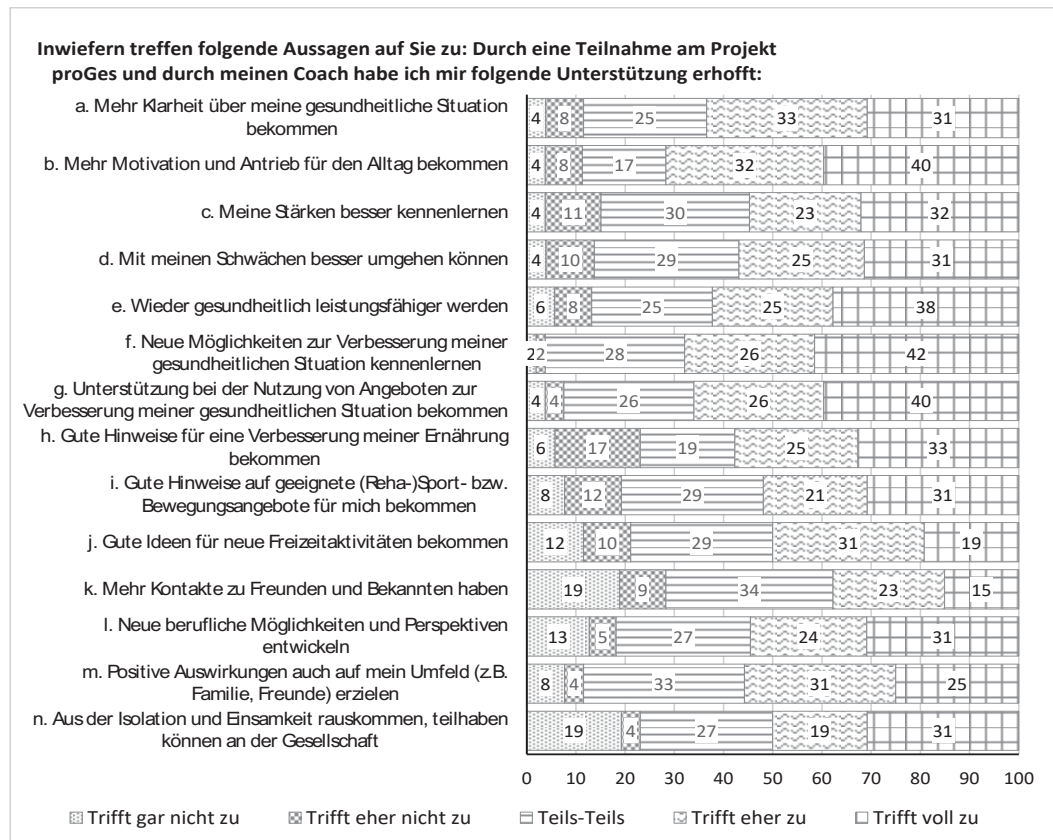 Inwiefern treffen folgende Aussagen auf Sie zu: Durch eine Teilnahme am Projekt
proGes und durch meinen Coach habe ich mir folgende Unterstützung erhofft:
a. Mehr Klarheit über meine gesundheitliche Situation
bekommen
4 8 25 33 31
b. Mehr Motivation und Antrieb für den Alltag bekommen
4 8 17 32 40
c. Meine Stärken besser kennenlernen
4 11 30 23 32
d. Mit meinen Schwächen besser umgehen können
4 10 29 25 31
e. Wieder gesundheitlich leistungsfähiger werden
6 8 25 25 38
f. Neue Möglichkeiten zur Verbesserung meiner
gesundheitlichen Situation kennenlernen
2 2 28 26 42
g. Unterstützung bei der Nutzung von Angeboten zur
Verbesserung meiner gesundheitlichen Situation bekommen
4 4 26 26 40
h. Gute Hinweise für eine Verbesserung meiner Ernährung
bekommen
6 17 19 25 33
i. Gute Hinweise auf geeignete (Reha-)Sport- bzw.
Bewegungsangebote für mich bekommen
8 12 29 21 31
j. Gute Ideen für neue Freizeitaktivitäten bekommen
12 10 29 31 19
k. Mehr Kontakte zu Freunden und Bekannten haben
19 9 34 23 15
l. Neue berufliche Möglichkeiten und Perspektiven
entwickeln
13 5 27 24 31
m. Positive Auswirkungen auch auf mein Umfeld (z.B.
Familie, Freunde) erzielen
8 4 33 31 25
n. Aus der Isolation und Einsamkeit rauskommen, teilhaben
können an der Gesellschaft
19 4 27 19 31
0 10 20 30 40 50 60 70 80 90 100
Trifft gar nicht zu Trifft eher nicht zu Teils-Teils Trifft eher zu Trifft voll zu